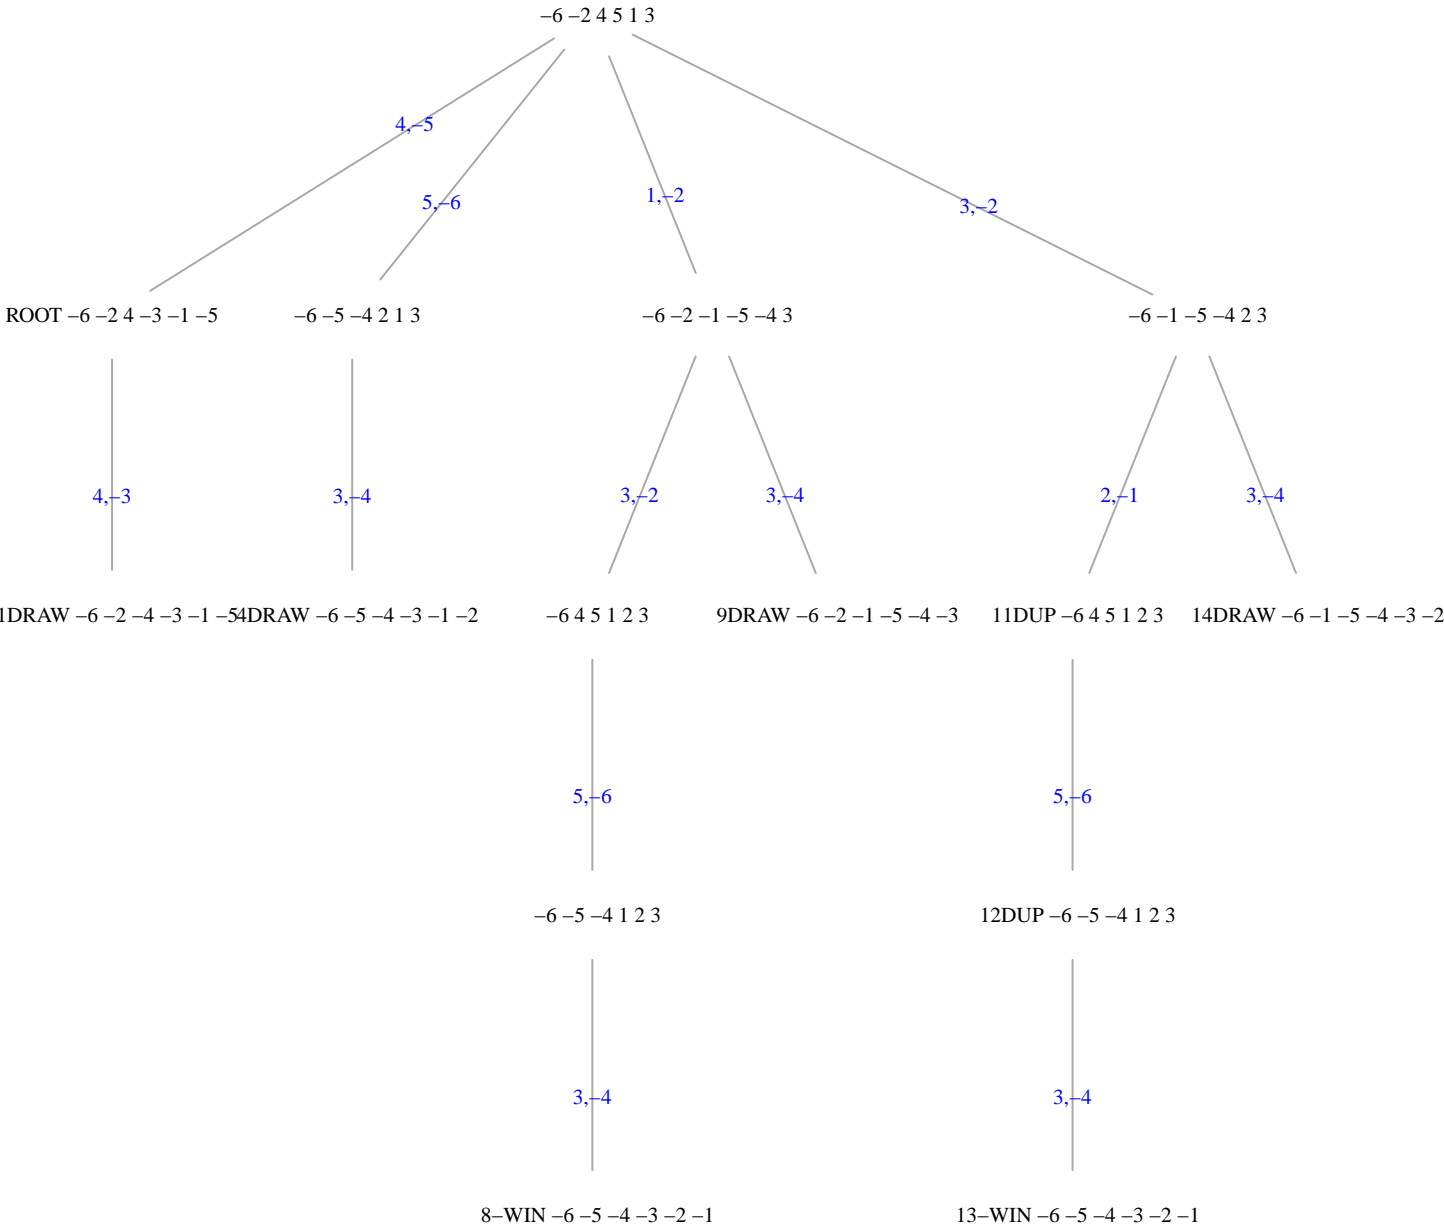 −6 −2 4 5 1 3
4,−5
5,−6
1,−2
3,−2
ROOT −6 −2 4 −3 −1 −5
−6 −5 −4 2 1 3
−6 −2 −1 −5 −4 3
−6 −1 −5 −4 2 3
4,−3
3,−4
3,−2
3,−4
2,−1
3,−4
1DRAW −6 −2 −4 −3 −1 −5
4DRAW −6 −5 −4 −3 −1 −2
−6 4 5 1 2 3
9DRAW −6 −2 −1 −5 −4 −3
11DUP −6 4 5 1 2 3
14DRAW −6 −1 −5 −4 −3 −2
5,−6
5,−6
−6 −5 −4 1 2 3
12DUP −6 −5 −4 1 2 3
3,−4
3,−4
8−WIN −6 −5 −4 −3 −2 −1
13−WIN −6 −5 −4 −3 −2 −1